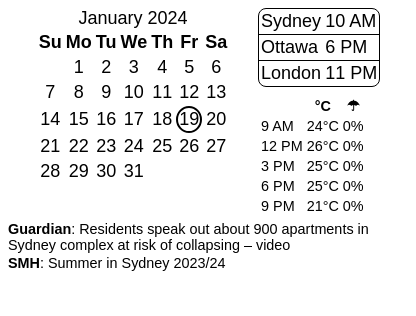 January 2024
Su Mo Tu We Th Fr Sa
1 2 3 4 5 6
7 8 9 10 11 12 13
14 15 16 17 18 19 20
21 22 23 24 25 26 27
28 29 30 31
Sydney 10 AM
Ottawa 6 PM
London 11 PM
°C ☂
9 AM 24°C 0%
12 PM 26°C 0%
3 PM 25°C 0%
6 PM 25°C 0%
9 PM 21°C 0%
Guardian: Residents speak out about 900 apartments in
Sydney complex at risk of collapsing – video
SMH: Summer in Sydney 2023/24